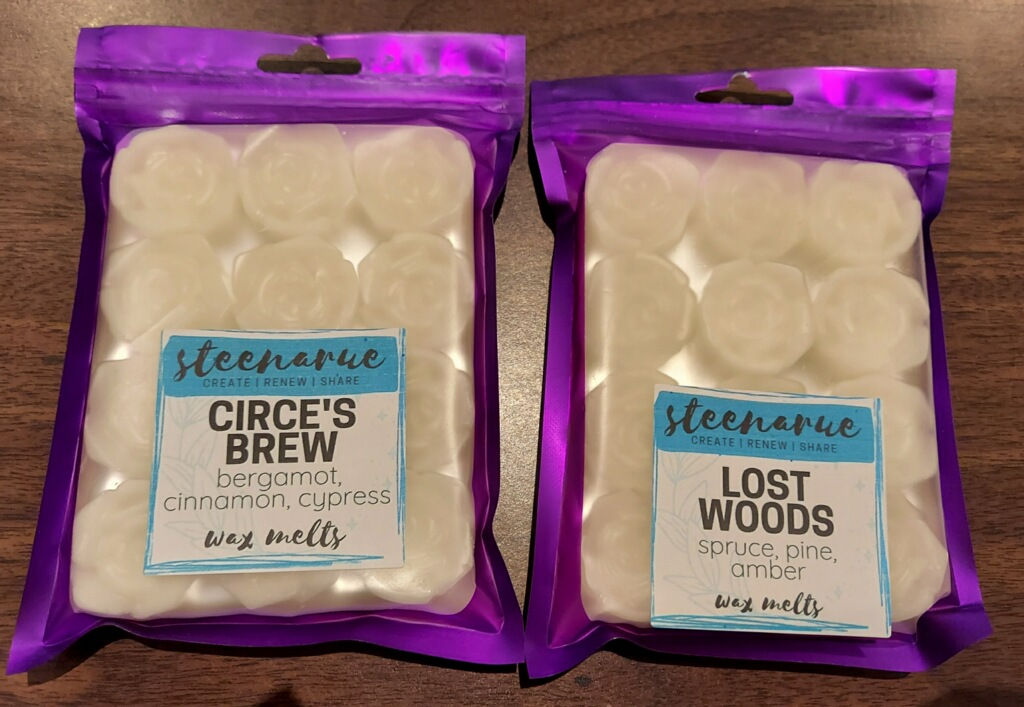 steenarue
CREATE | RENEW | SHARE
CIRCE'S
BREW
bergamot,
cinnamon, cypress
wax melts
steenarue
CREATE | RENEW | SHARE
LOST
WOODS
spruce, pine,
amber
wax melts